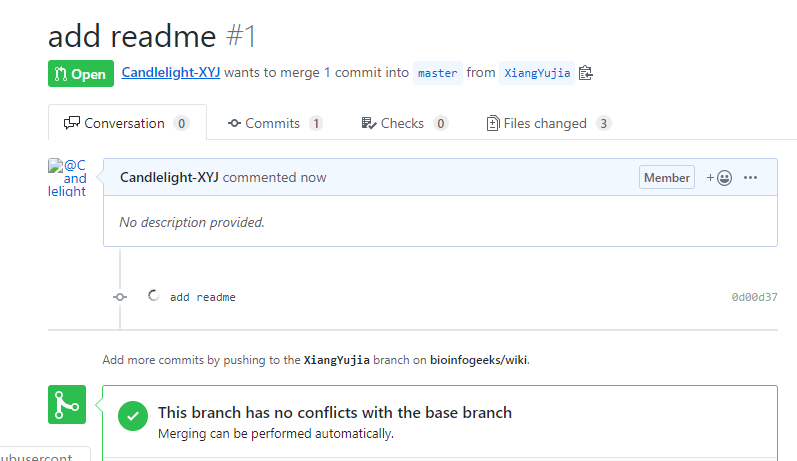 add readme #1
Open Candlelight-XYJ wants to merge 1 commit into master from XiangYujia
Conversation 0 Commits 1 Checks 0 Files changed 3
@C
andlelight
Candlelight-XYJ commented now Member +
No description provided.
add readme 0d00d37
Add more commits by pushing to the XiangYujia branch on bioinfogeeks/wiki.
This branch has no conflicts with the base branch
Merging can be performed automatically.
ubusercont